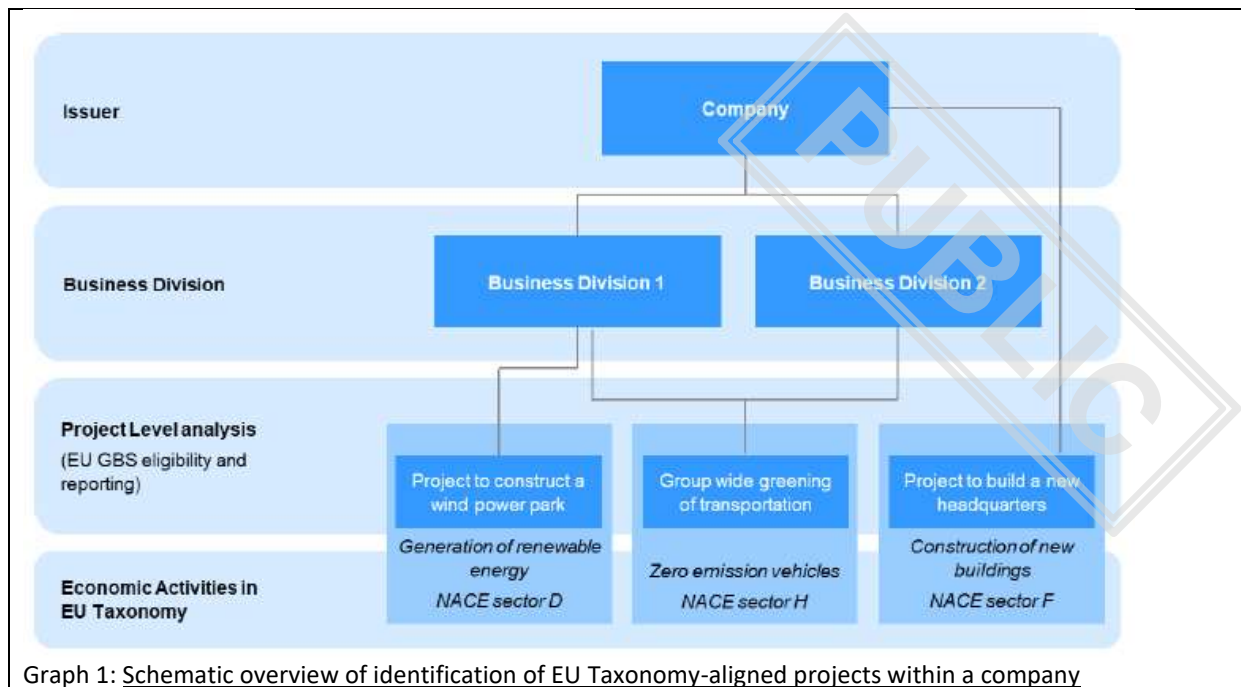 Issuer
Company
PUBLIC
Business Division
Business Division 1
Business Division 2
Project Level analysis
(EU GBS eligibility and
reporting)
Project to construct a
wind power park
Group wide greening
of transportation
Project to build a new
headquarters
Economic Activities in
EU Taxonomy
Generation of renewable
energy
NACE sector D
Zero emission vehicles
NACE sector H
Construction of new
buildings
NACE sector F
Graph 1: Schematic overview of identification of EU Taxonomy-aligned projects within a company